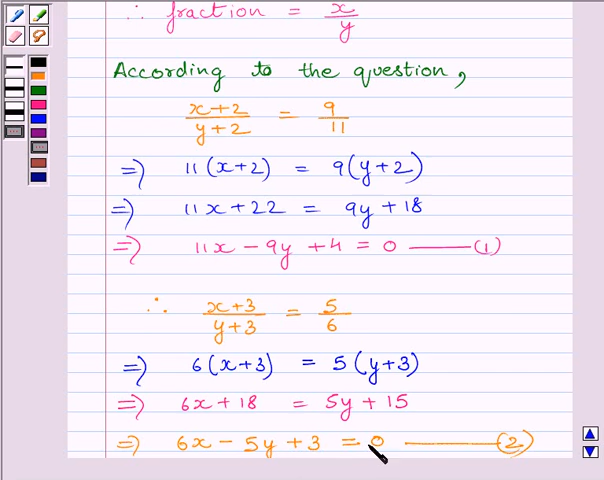 ∴ fraction = x/y
According to the question,
(x+2)/(y+2) = 9/11
⇒ 11(x+2) = 9(y+2)
⇒ 11x+22 = 9y+18
⇒ 11x-9y+4=0 —(1)
∴ (x+3)/(y+3) = 5/6
⇒ 6(x+3) = 5(y+3)
⇒ 6x+18 = 5y+15
⇒ 6x-5y+3=0 —(2)